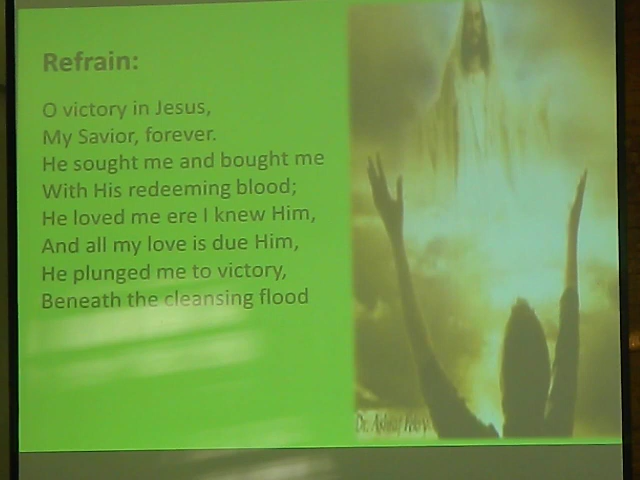 Refrain:
O victory in Jesus,
My Savior, forever.
He sought me and bought me
With His redeeming blood;
He loved me ere I knew Him,
And all my love is due Him,
He plunged me to victory,
Beneath the cleansing flood
Dr.